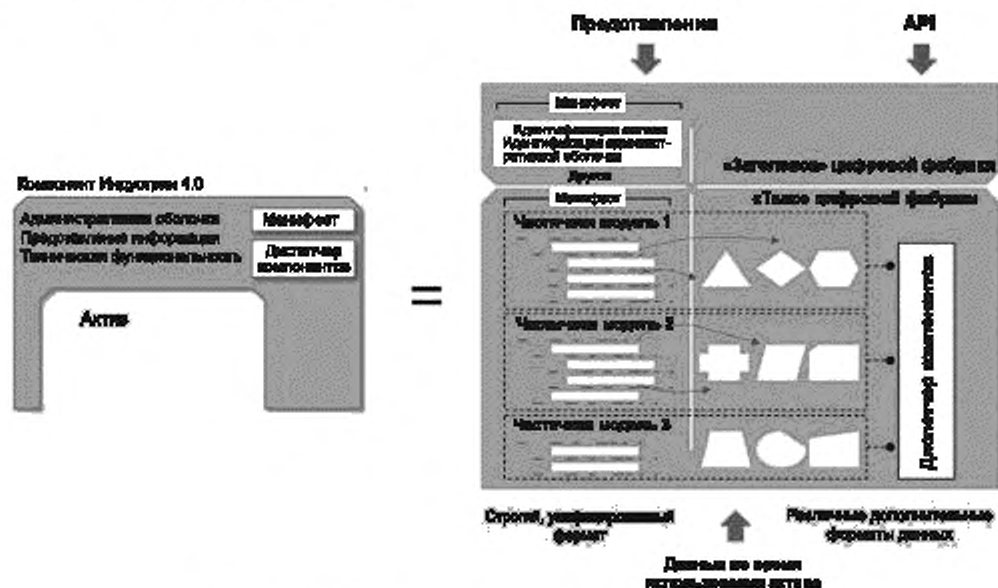 Представления
API
Манифест
Идентификация актива
Идентификация админист-
ративной оболочки
Другое
«Заголовок» цифровой фабрики
Манифест
«Тело» цифровой фабрики
Компонент Индустрии 4.0
Административная оболочка
Представление информации
Техническая функциональность
Манифест
Диспетчер
компонентов
Актив
=
Частичная модель 1
Частичная модель 2
Частичная модель 3
Диспетчер компонентов
Строгий, унифицированный
формат
Различные дополнительные
форматы данных
Данные во время
использования актива